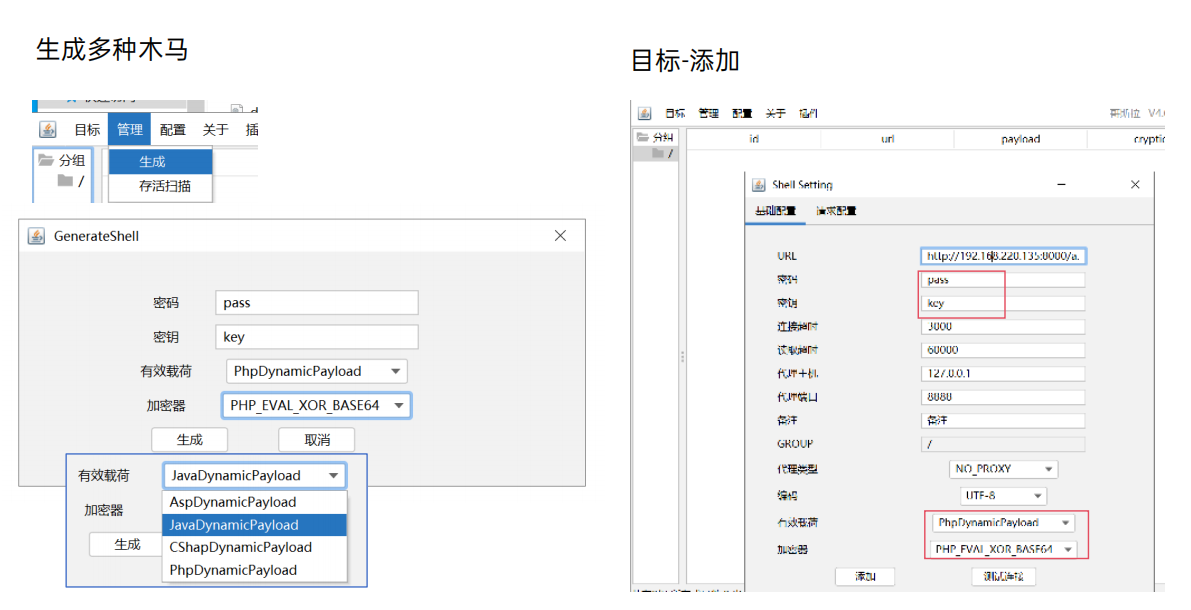 生成多种木马
目标 管理 配置 关于 插
分组
/
生成
存活扫描
GenerateShell
密码 pass
密钥 key
有效载荷 PhpDynamicPayload
加密器 PHP_EVAL_XOR_BASE64
生成 取消
有效载荷 JavaDynamicPayload
加密器
AspDynamicPayload
JavaDynamicPayload
CShapDynamicPayload
PhpDynamicPayload
生成
目标-添加
目标 管理 配置 关于 插件
哥斯拉 V4.
分组
/
id url payload cryptic
Shell Setting
基础配置 请求配置
URL http://192.168.220.135:8000/a.
密码 pass
密钥 key
连接超时 3000
读取超时 60000
代理主机 127.0.0.1
代理端口 8888
备注 备注
GROUP /
代理类型 NO_PROXY
编码 UTF-8
有效载荷 PhpDynamicPayload
加密器 PHP_EVAL_XOR_BASE64
添加 测试连接